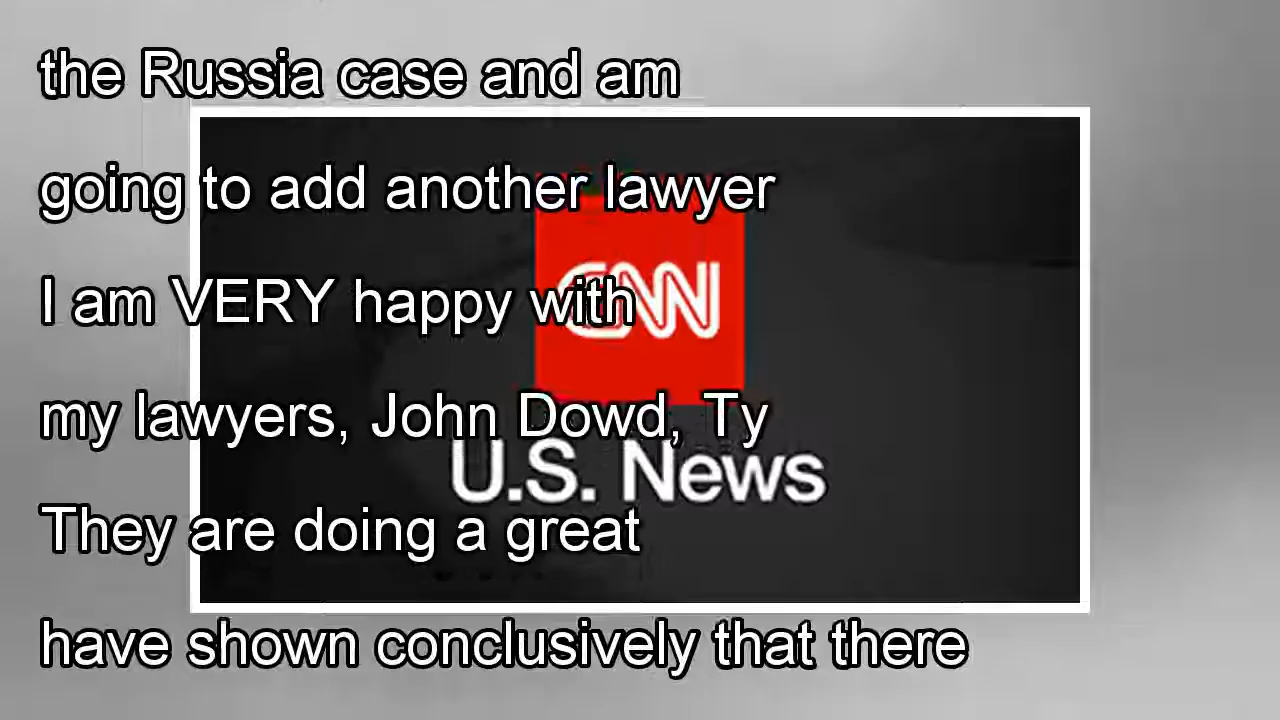 the Russia case and am
going to add another lawyer
CNN
I am VERY happy with
my lawyers, John Dowd, Ty
U.S. News
They are doing a great
have shown conclusively that there